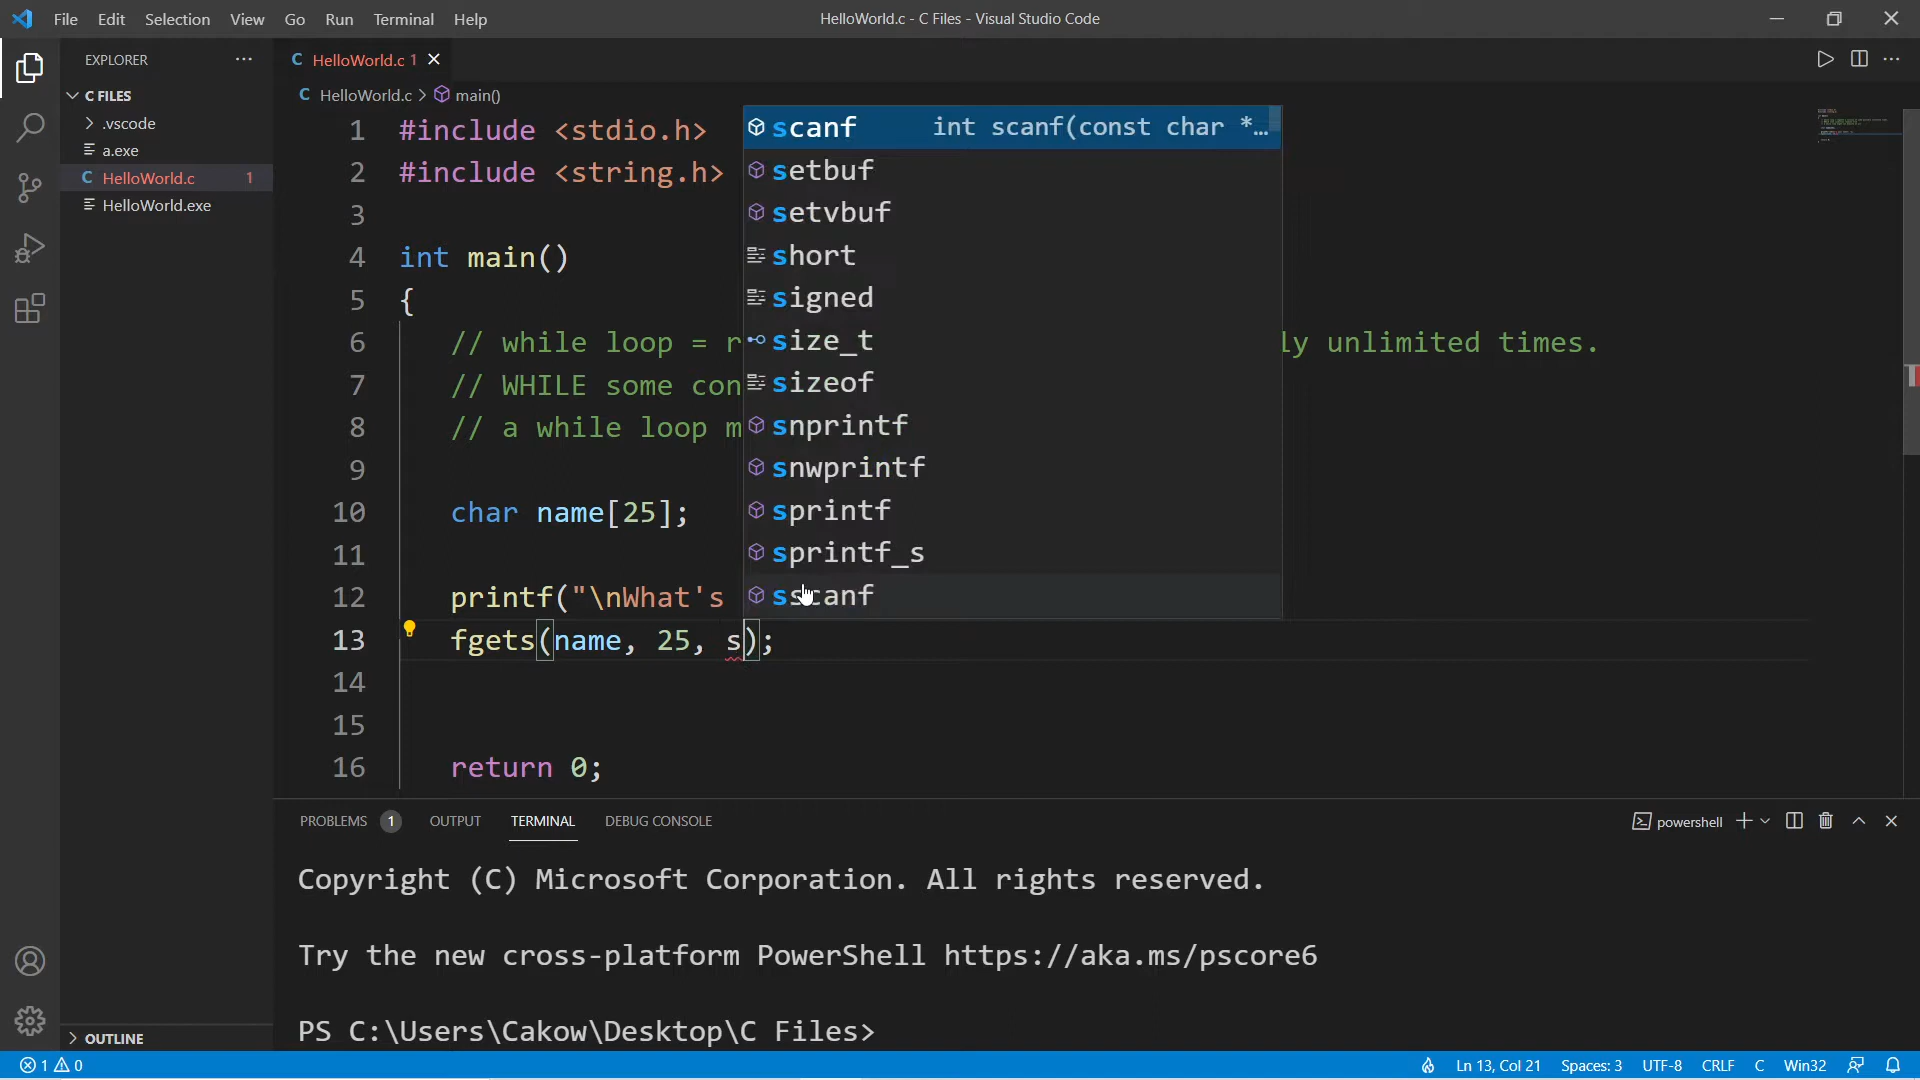 File Edit Selection View Go Run Terminal Help
HelloWorld.c - C Files - Visual Studio Code
EXPLORER
C FILES
.vscode
a.exe
C HelloWorld.c 1
HelloWorld.exe
OUTLINE
C HelloWorld.c 1
C HelloWorld.c > main()
1 #include <stdio.h>
2 #include <string.h>
3
4 int main()
5 {
6 // while loop = r ly unlimited times.
7 // WHILE some con
8 // a while loop m
9
10 char name[25];
11
12 printf("\nWhat's
13 fgets(name, 25, s);
14
15
16 return 0;
scanf int scanf(const char *…
setbuf
setvbuf
short
signed
size_t
sizeof
snprintf
snwprintf
sprintf
sprintf_s
sscanf
PROBLEMS 1 OUTPUT TERMINAL DEBUG CONSOLE
powershell
Copyright (C) Microsoft Corporation. All rights reserved.
Try the new cross-platform PowerShell https://aka.ms/pscore6
PS C:\Users\Cakow\Desktop\C Files>
1 0
Ln 13, Col 21 Spaces: 3 UTF-8 CRLF C Win32